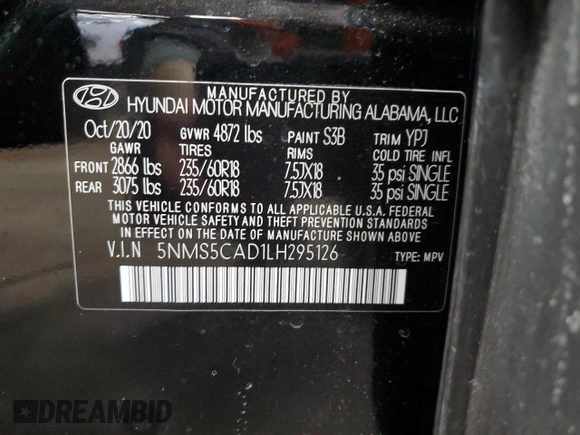 MANUFACTURED BY
HYUNDAI MOTOR MANUFACTURING ALABAMA, LLC
Oct/20/20 GVWR 4872 lbs PAINT S3B TRIM YPJ
GAWR TIRES RIMS COLD TIRE INFL
FRONT 2866 lbs 235/60R18 7.5JX18 35 psi SINGLE
REAR 3075 lbs 235/60R18 7.5JX18 35 psi SINGLE
THIS VEHICLE CONFORMS TO ALL APPLICABLE U.S.A. FEDERAL
MOTOR VEHICLE SAFETY AND THEFT PREVENTION STANDARDS
IN EFFECT ON THE DATE OF MANUFACTURE SHOWN ABOVE
V.I.N 5NMS5CAD1LH295126 TYPE: MPV
DREAMBID